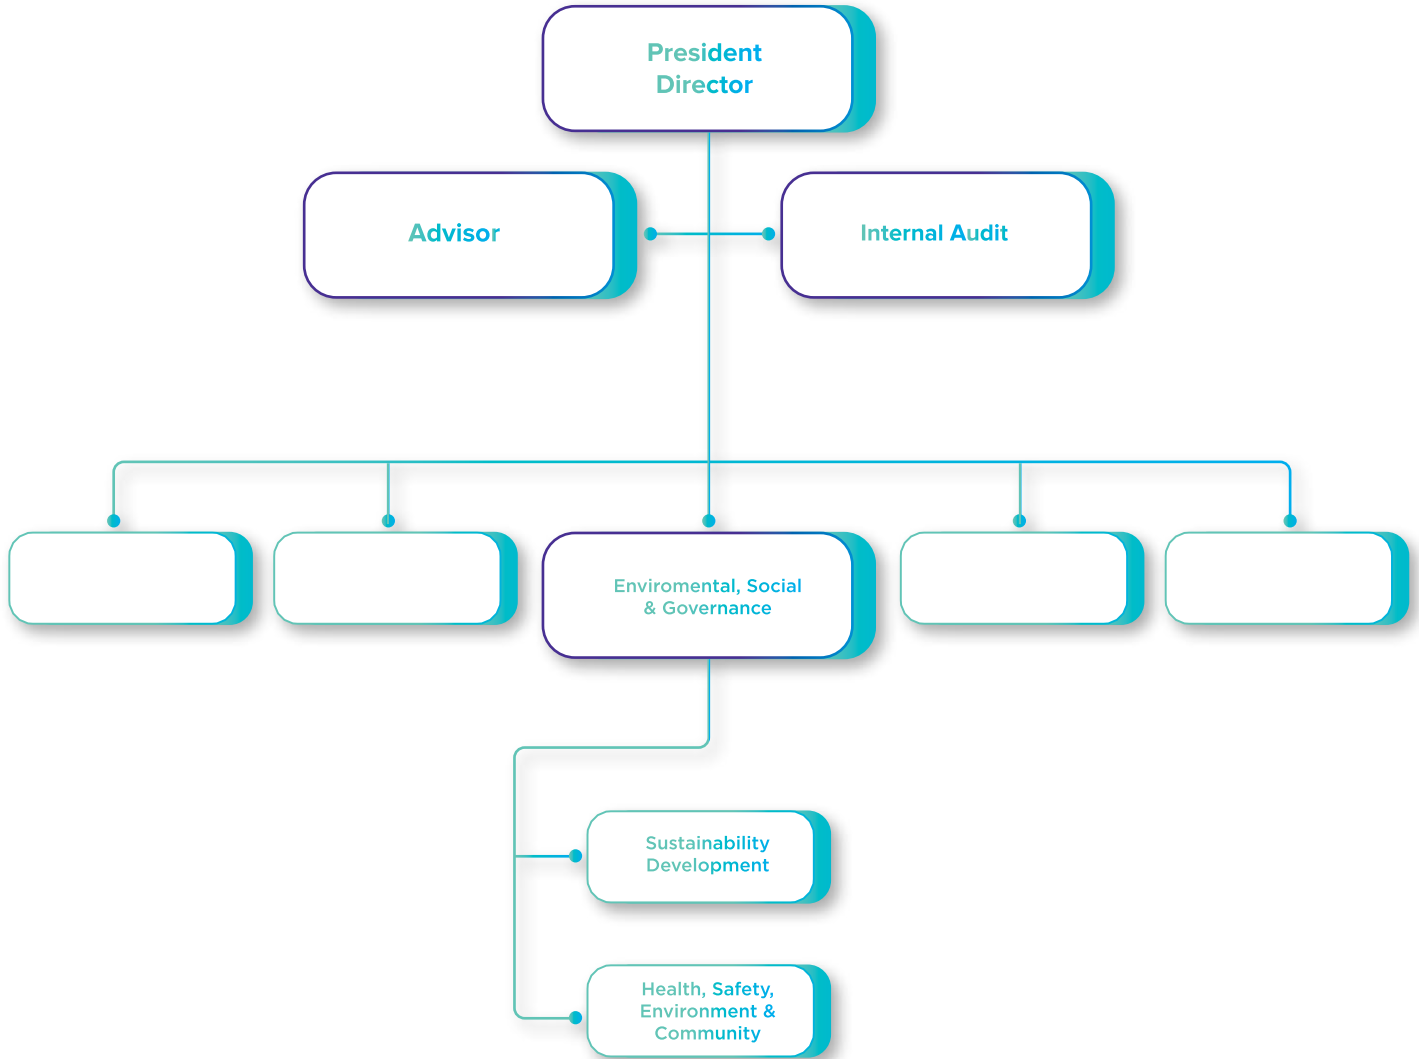 President
Director
Advisor
Internal Audit
Enviromental, Social
& Governance
Sustainability
Development
Health, Safety,
Environment &
Community